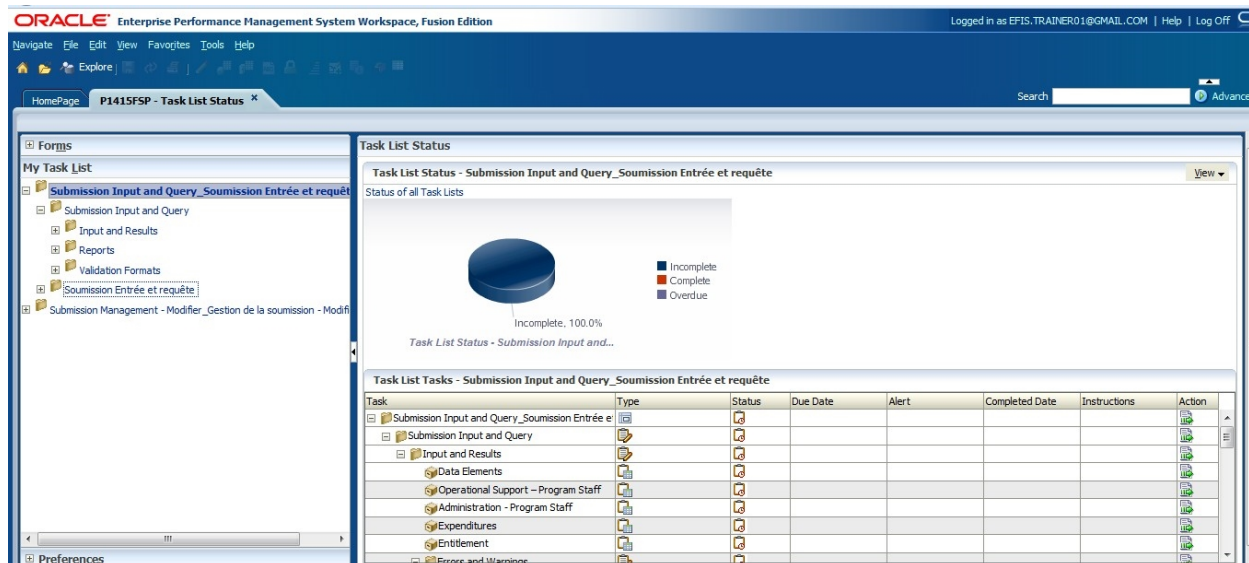 ORACLE Enterprise Performance Management System Workspace, Fusion Edition
Logged in as EFIS.TRAINER01@GMAIL.COM | Help | Log Off
Navigate File Edit View Favorites Tools Help
Explore
HomePage
P1415FSP - Task List Status
Search
Advance
Forms
My Task List
Submission Input and Query_Soumission Entrée et requêt
Submission Input and Query
Input and Results
Reports
Validation Formats
Soumission Entrée et requête
Submission Management - Modifier_Gestion de la soumission - Modifi
Preferences
Task List Status
Task List Status - Submission Input and Query_Soumission Entrée et requête
View
Status of all Task Lists
Incomplete
Complete
Overdue
Incomplete, 100.0%
Task List Status - Submission Input and...
Task List Tasks - Submission Input and Query_Soumission Entrée et requête
Task Type Status Due Date Alert Completed Date Instructions Action
Submission Input and Query_Soumission Entrée e
Submission Input and Query
Input and Results
Data Elements
Operational Support – Program Staff
Administration - Program Staff
Expenditures
Entitlement
Errors and Warnings